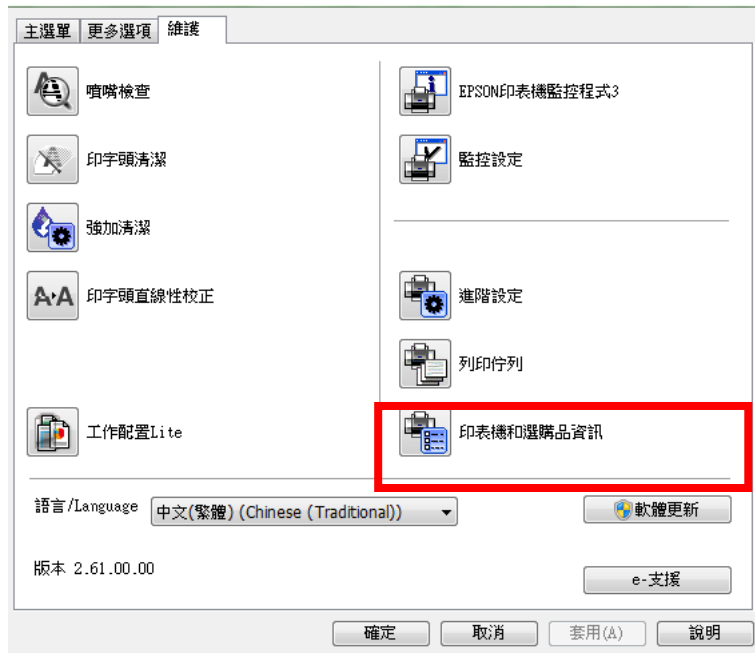 主選單 更多選項 維護
噴嘴檢查
印字頭清潔
強加清潔
印字頭直線性校正
工作配置Lite
EPSON印表機監控程式3
監控設定
進階設定
列印佇列
印表機和選購品資訊
語言/Language 中文(繁體) (Chinese (Traditional)) 軟體更新
版本 2.61.00.00
e-支援
確定 取消 套用(A) 說明